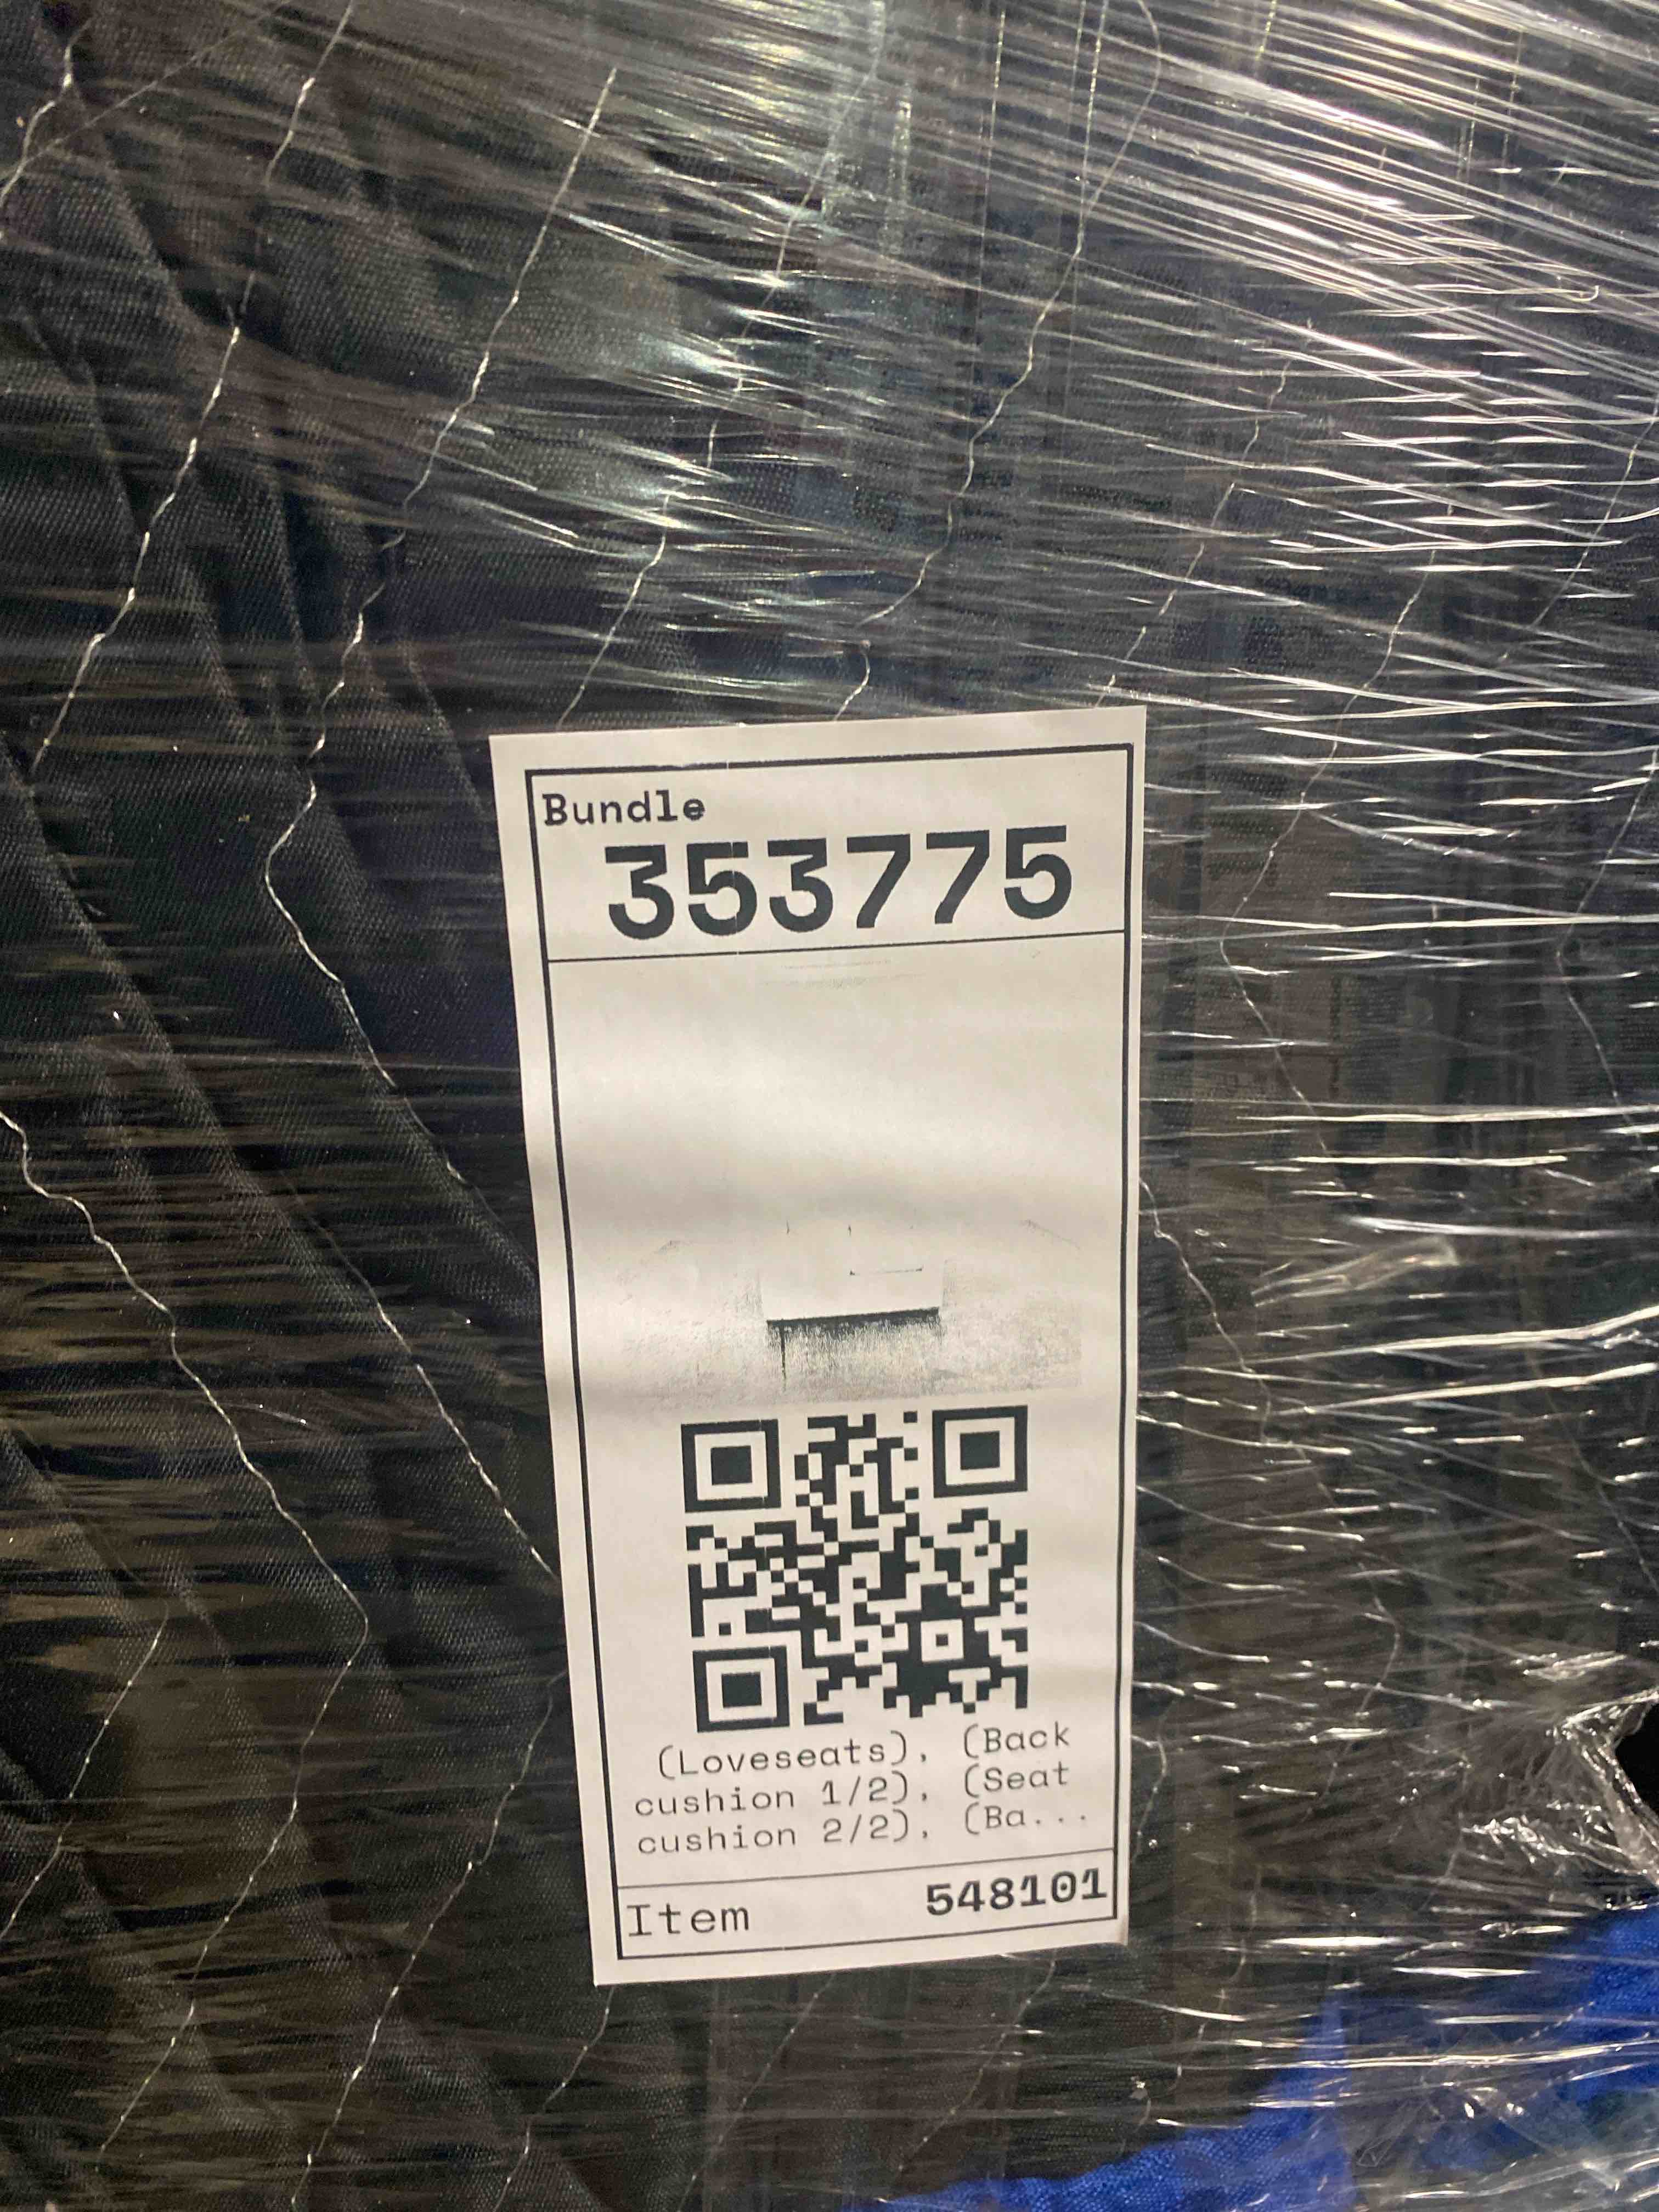 Bundle
353775
(Loveseats), (Back
cushion 1/2), (Seat
cushion 2/2), (Ba...
Item 548101